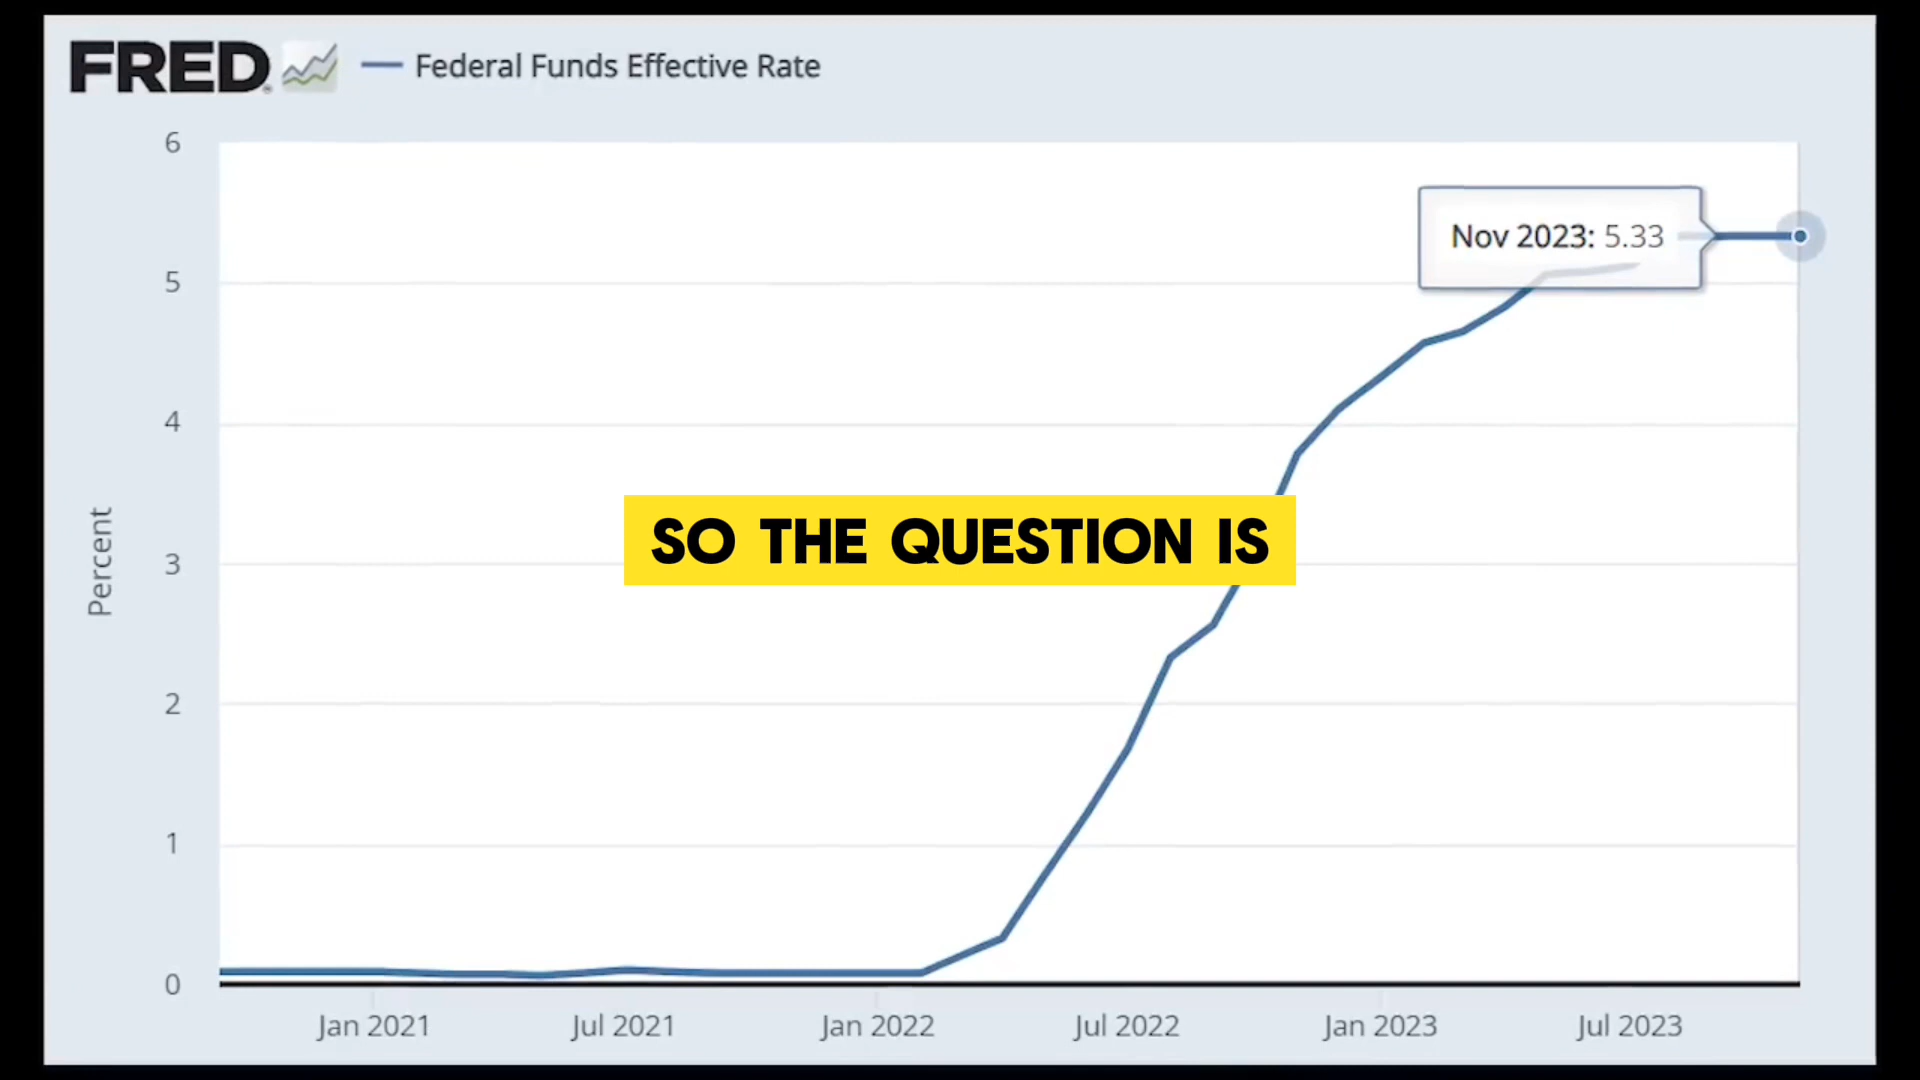 FRED
Federal Funds Effective Rate
6
Nov 2023: 5.33
5
4
SO THE QUESTION IS
Percent
3
2
1
0
Jan 2021 Jul 2021 Jan 2022 Jul 2022 Jan 2023 Jul 2023